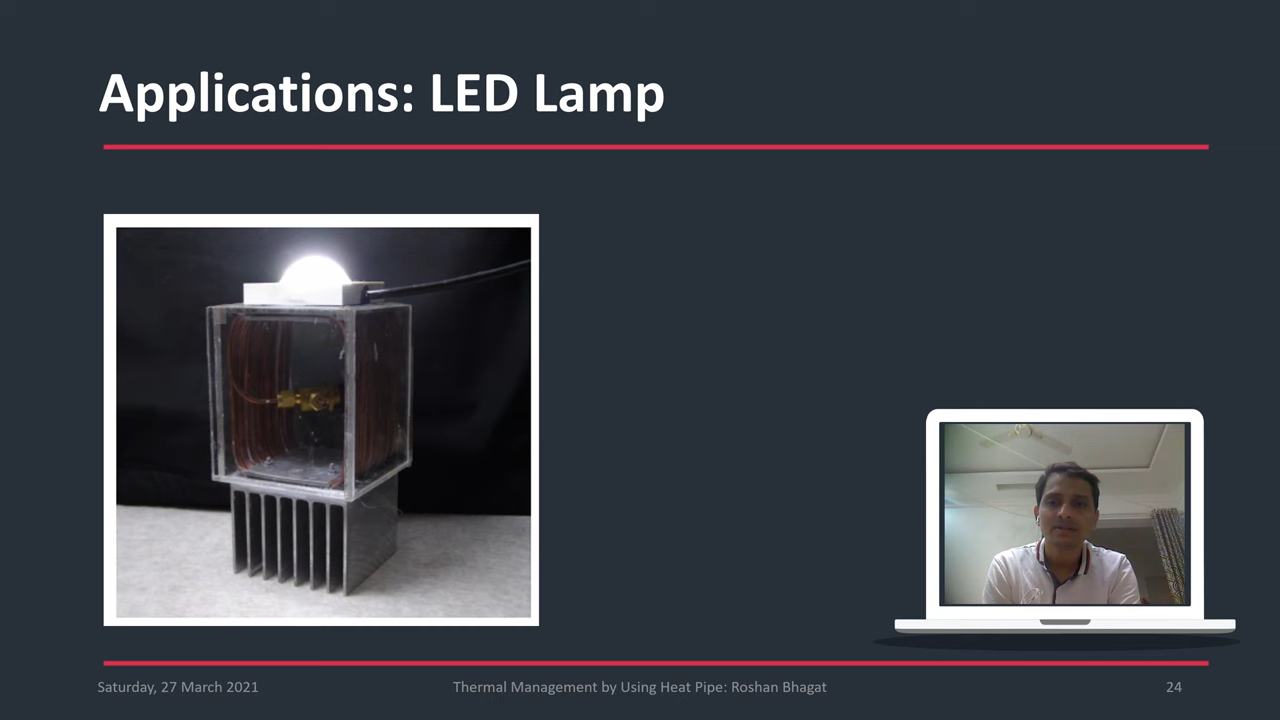 Applications: LED Lamp
Saturday, 27 March 2021
Thermal Management by Using Heat Pipe: Roshan Bhagat
24